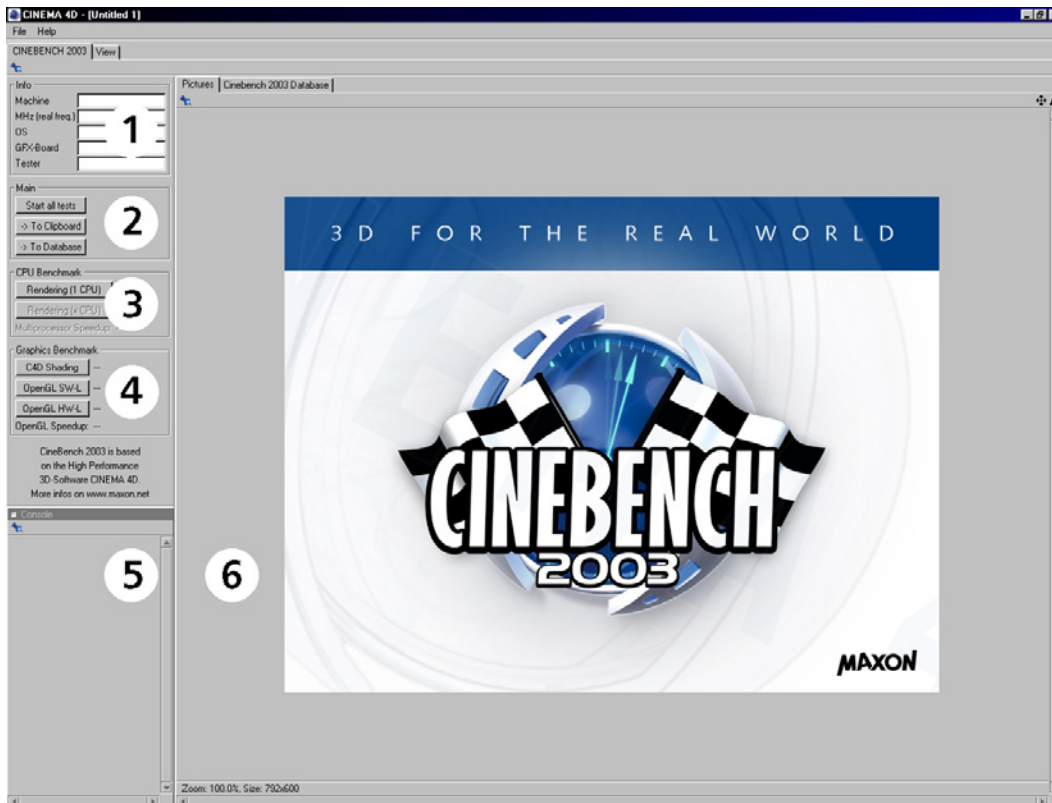 CINEMA 4D - [Untitled 1]
File Help
CINEBENCH 2003 View
Pictures Cinebench 2003 Database
Info
Machine
MHz (real freq.)
OS
GFX-Board
Tester
1
Main
Start all tests
-> To Clipboard
-> To Database
2
CPU Benchmark
Rendering (1 CPU)
Rendering (x CPU)
Multiprocessor Speedup:
3
Graphics Benchmark
C4D Shading ---
OpenGL SW-L ---
OpenGL HW-L ---
OpenGL Speedup: ---
4
CineBench 2003 is based
on the High Performance
3D-Software CINEMA 4D.
More infos on www.maxon.net
Console
5
6
3D FOR THE REAL WORLD
CINEBENCH
2003
MAXON
Zoom: 100.0%, Size: 792x600